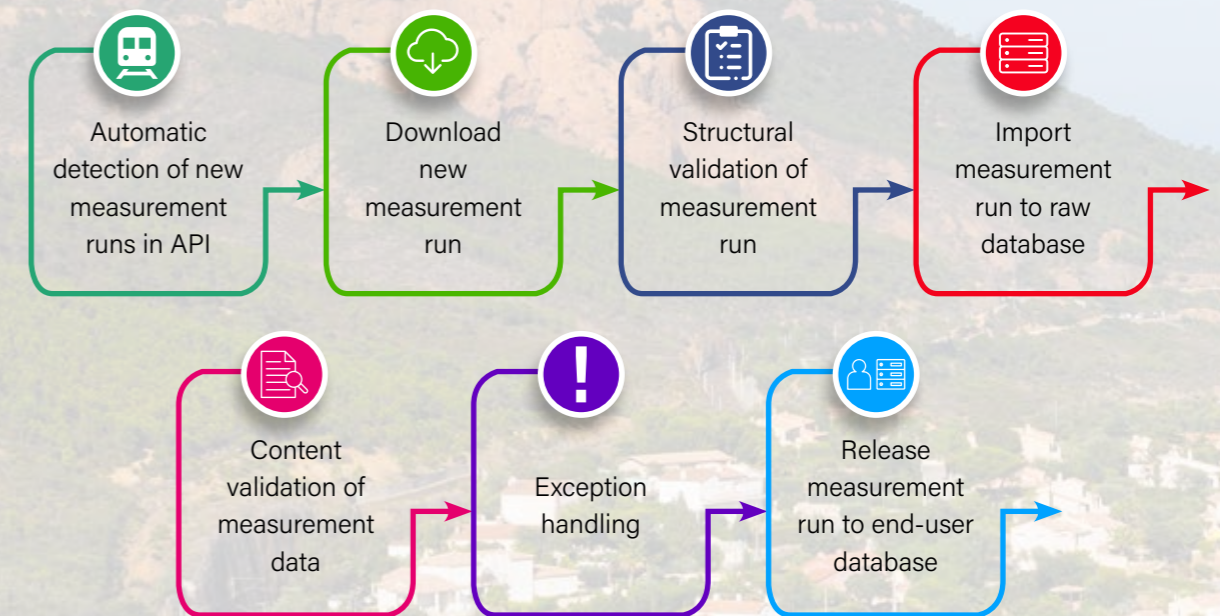 Automatic
detection of new
measurement
runs in API
Download
new
measurement
run
Structural
validation of
measurement
run
Import
measurement
run to raw
database
Content
validation of
measurement
data
!
Exception
handling
Release
measurement
run to end-user
database